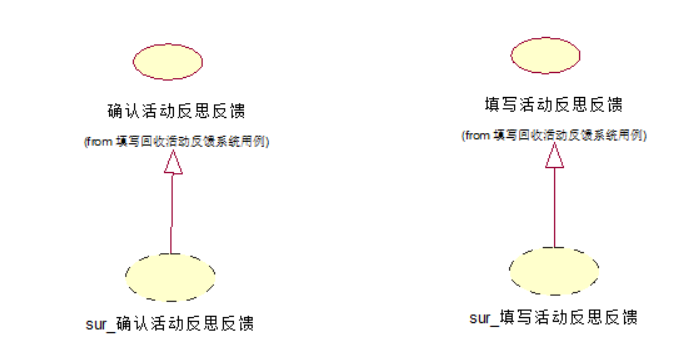 确认活动反思反馈
(from 填写回收活动反馈系统用例)
sur_确认活动反思反馈
填写活动反思反馈
(from 填写回收活动反馈系统用例)
sur_填写活动反思反馈